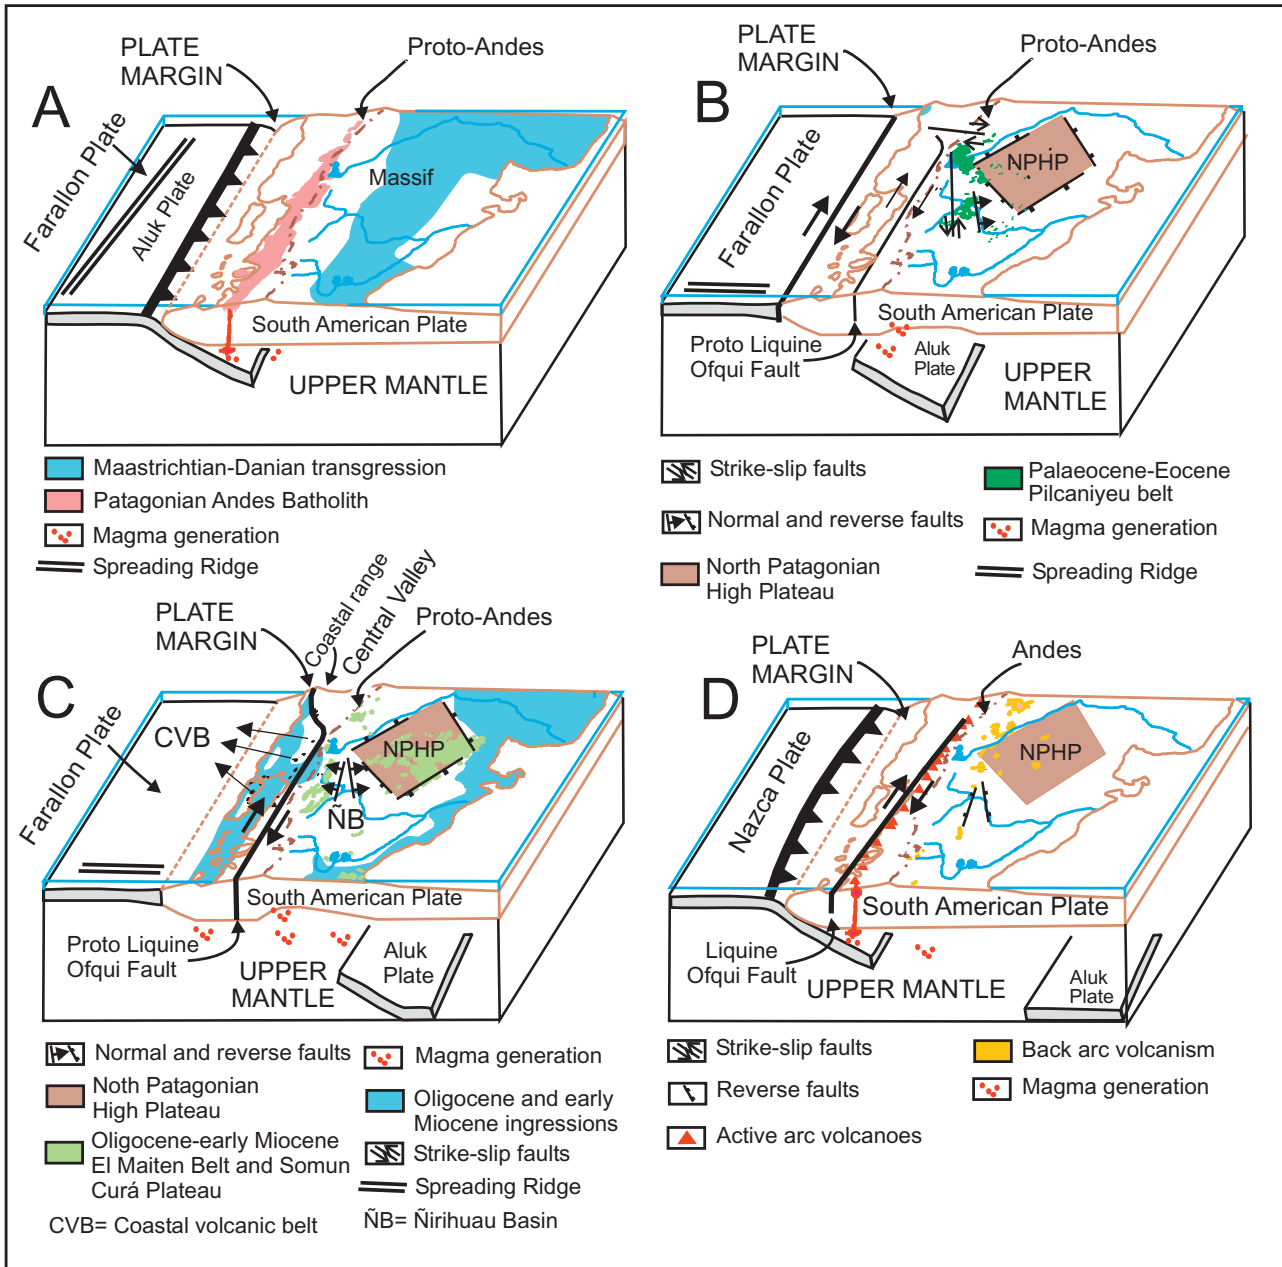 A
PLATE
MARGIN
Proto-Andes
Farallon Plate
Aluk Plate
Massif
South American Plate
UPPER MANTLE
Maastrichtian-Danian transgression
Patagonian Andes Batholith
Magma generation
Spreading Ridge
B
PLATE
MARGIN
Proto-Andes
Farallon Plate
NPHP
South American Plate
Proto Liquine
Ofqui Fault
Aluk
Plate
UPPER
MANTLE
Strike-slip faults
Normal and reverse faults
North Patagonian
High Plateau
Palaeocene-Eocene
Pilcaniyeu belt
Magma generation
Spreading Ridge
C
PLATE
MARGIN
Coastal range
Central Valley
Proto-Andes
Farallon Plate
CVB
NPHP
ÑB
South American Plate
Proto Liquine
Ofqui Fault
UPPER
MANTLE
Aluk
Plate
Normal and reverse faults
Noth Patagonian
High Plateau
Oligocene-early Miocene
El Maiten Belt and Somun
Curá Plateau
CVB= Coastal volcanic belt
Magma generation
Oligocene and early
Miocene ingressions
Strike-slip faults
Spreading Ridge
ÑB= Ñirihuau Basin
D
PLATE
MARGIN
Andes
Nazca Plate
NPHP
South American Plate
Liquine
Ofqui Fault
UPPER MANTLE
Aluk
Plate
Strike-slip faults
Reverse faults
Active arc volcanoes
Back arc volcanism
Magma generation